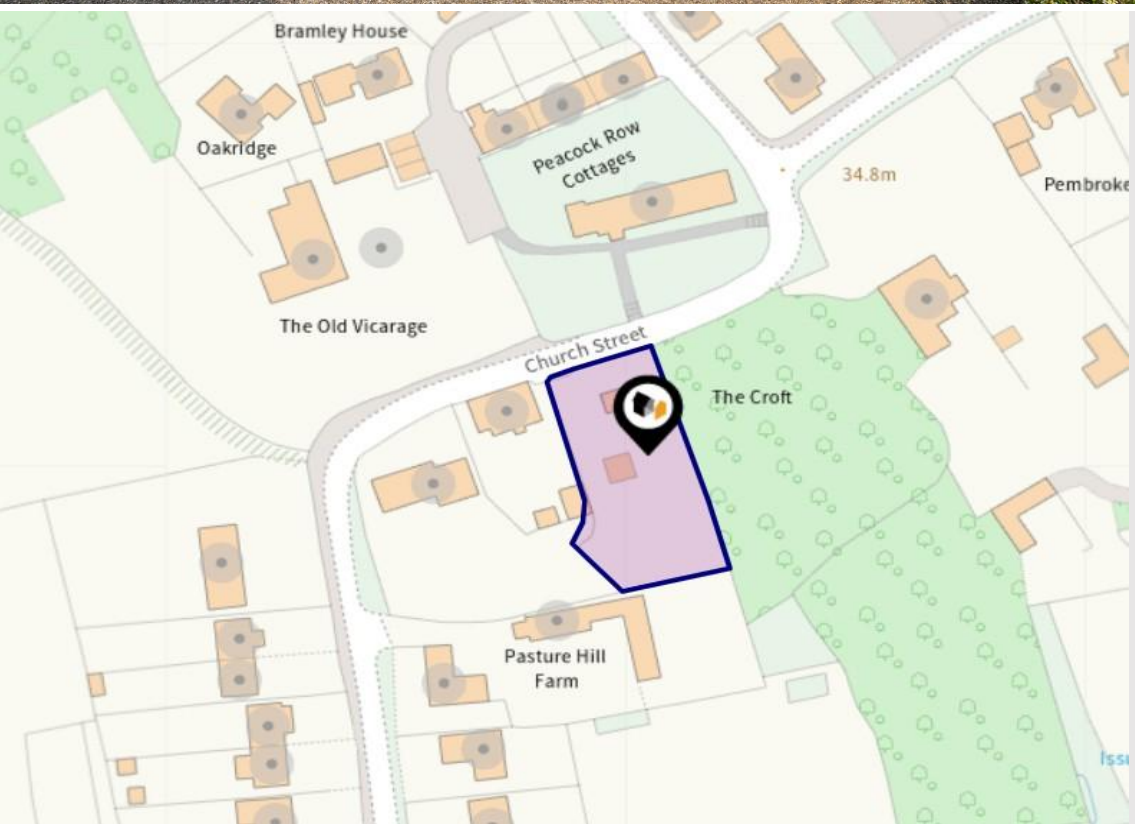 Bramley House
Oakridge
Peacock Row
Cottages
34.8m
Pembroke
The Old Vicarage
Church Street
The Croft
Pasture Hill
Farm
Issu